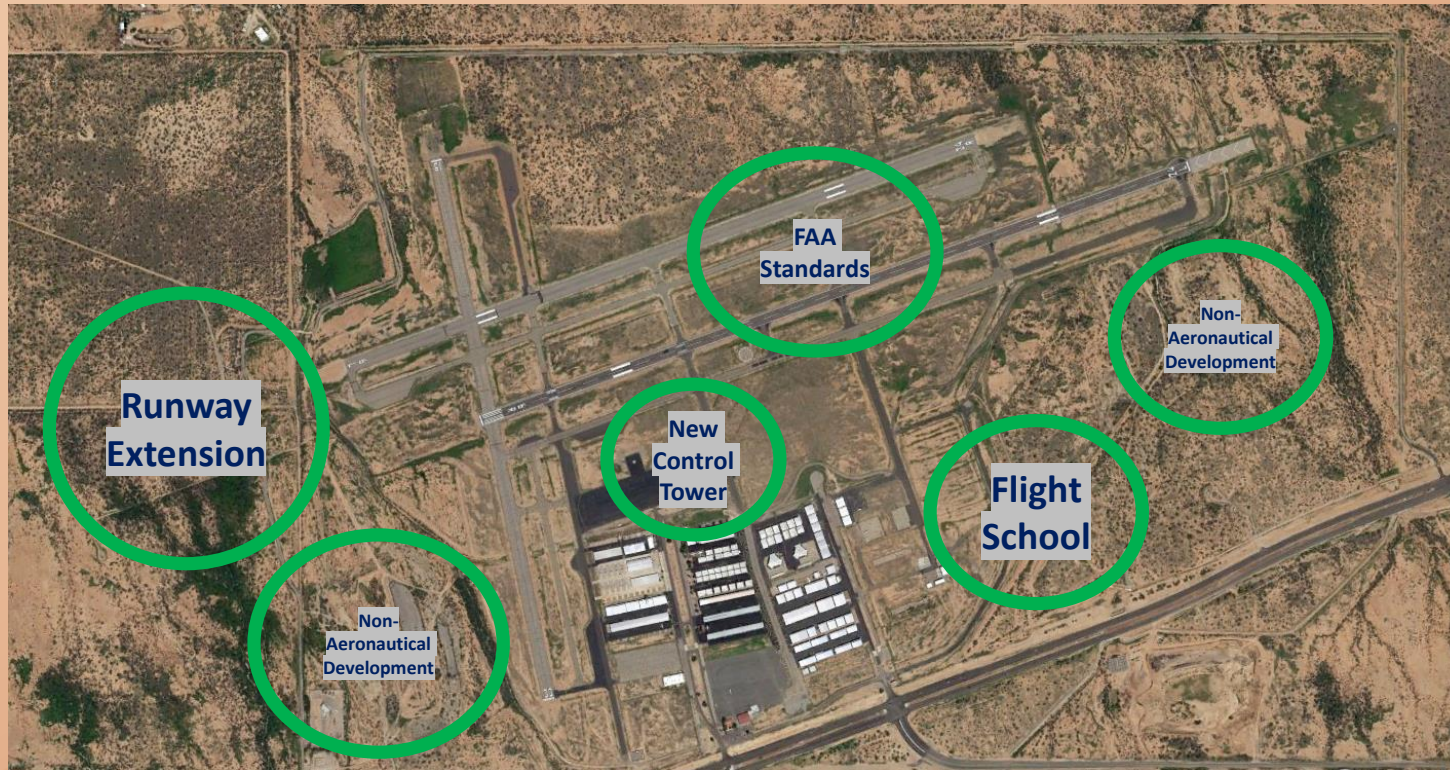 FAA
Standards
Non-
Aeronautical
Development
Runway
Extension
New
Control
Tower
Flight
School
Non-
Aeronautical
Development